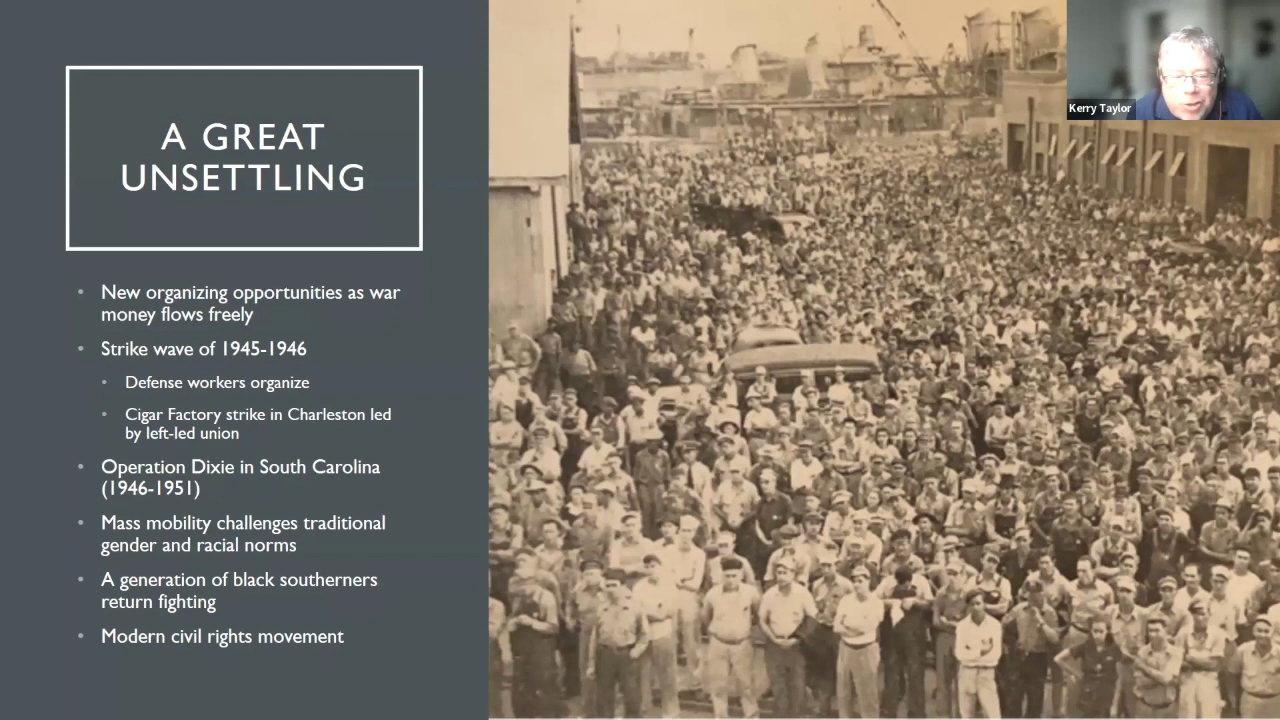 A GREAT
UNSETTLING
• New organizing opportunities as war
money flows freely
• Strike wave of 1945-1946
• Defense workers organize
• Cigar Factory strike in Charleston led
by left-led union
• Operation Dixie in South Carolina
(1946-1951)
• Mass mobility challenges traditional
gender and racial norms
• A generation of black southerners
return fighting
• Modern civil rights movement
Kerry Taylor